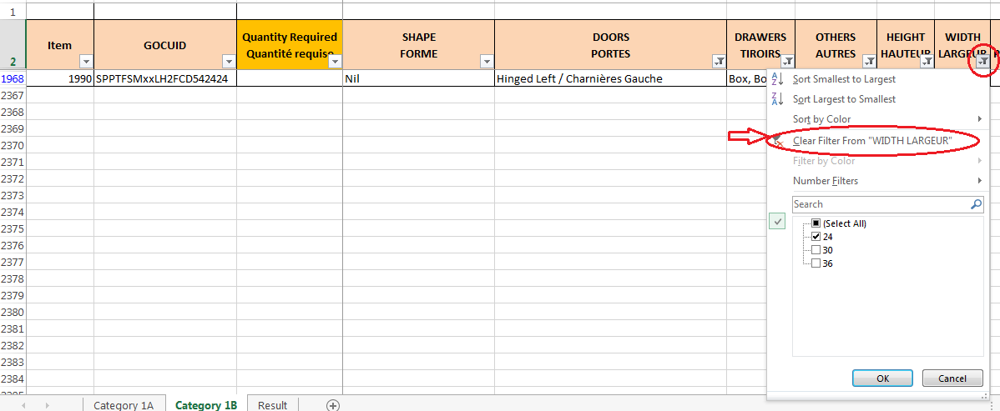 1
2
Item
GOCUID
Quantity Required
Quantité requise
SHAPE
FORME
DOORS
PORTES
DRAWERS
TIROIRS
OTHERS
AUTRES
HEIGHT
HAUTEUR
WIDTH
LARGEUR
1968 1990 SPPTFSMxxLH2FCD542424 Nil Hinged Left / Charnières Gauche Box, Bo
2367
2368
2369
2370
2371
2372
2373
2374
2375
2376
2377
2378
2379
2380
2381
2382
2383
2384
2385
Sort Smallest to Largest
Sort Largest to Smallest
Sort by Color
Clear Filter From "WIDTH LARGEUR"
Filter by Color
Number Filters
Search
(Select All)
24
30
36
OK Cancel
Category 1A Category 1B Result